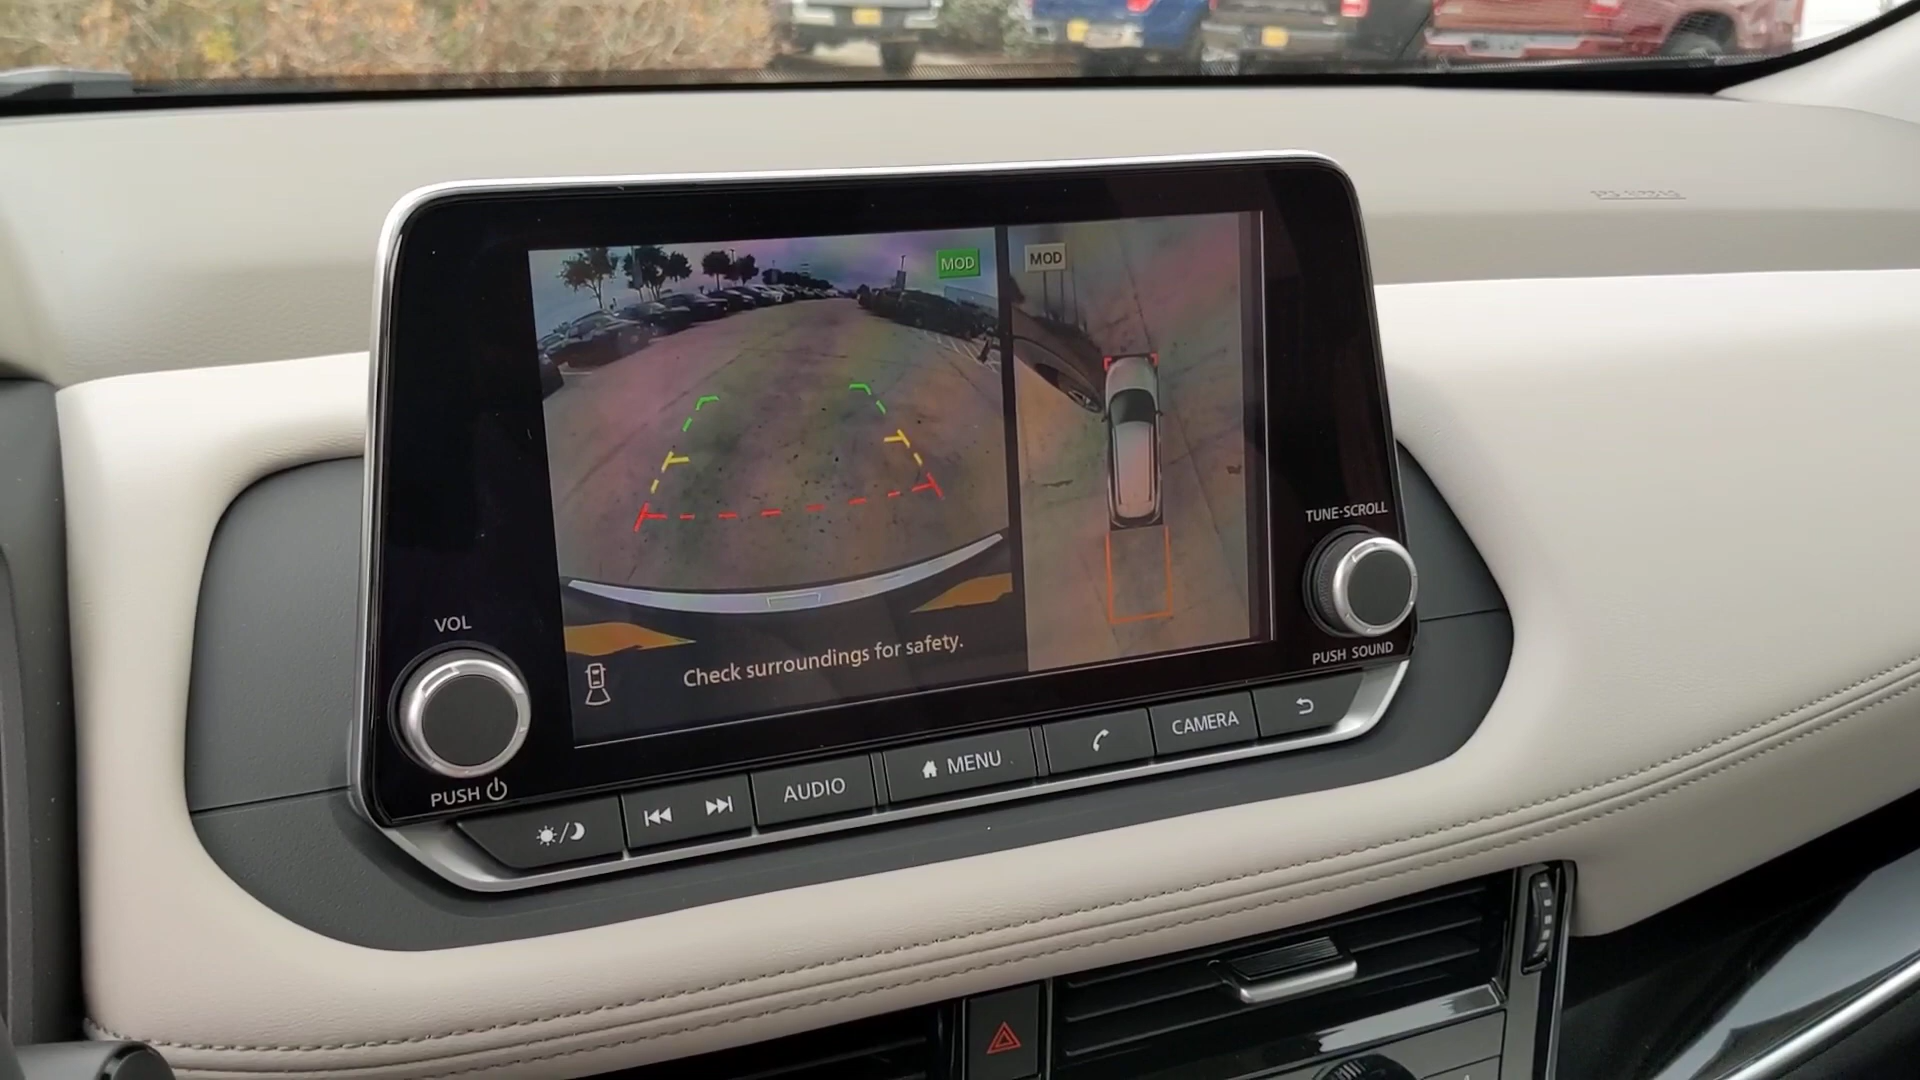 MOD
MOD
Check surroundings for safety.
TUNE·SCROLL
PUSH SOUND
VOL
PUSH
AUDIO
MENU
CAMERA